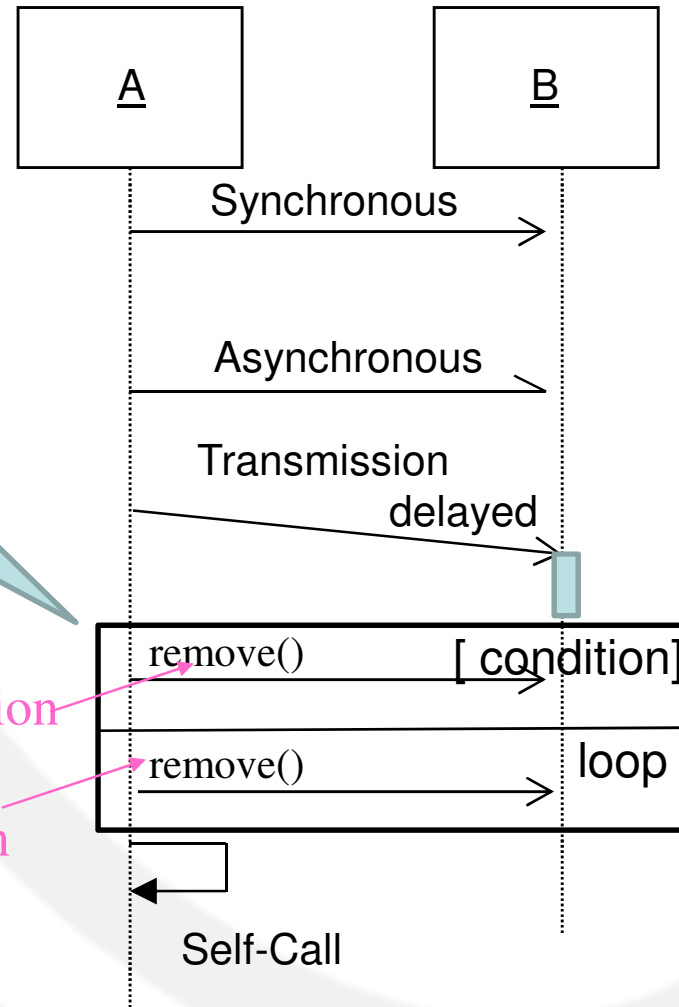 A
B
Synchronous
Asynchronous
Transmission
delayed
remove()
[ condition]
remove()
loop
Self-Call